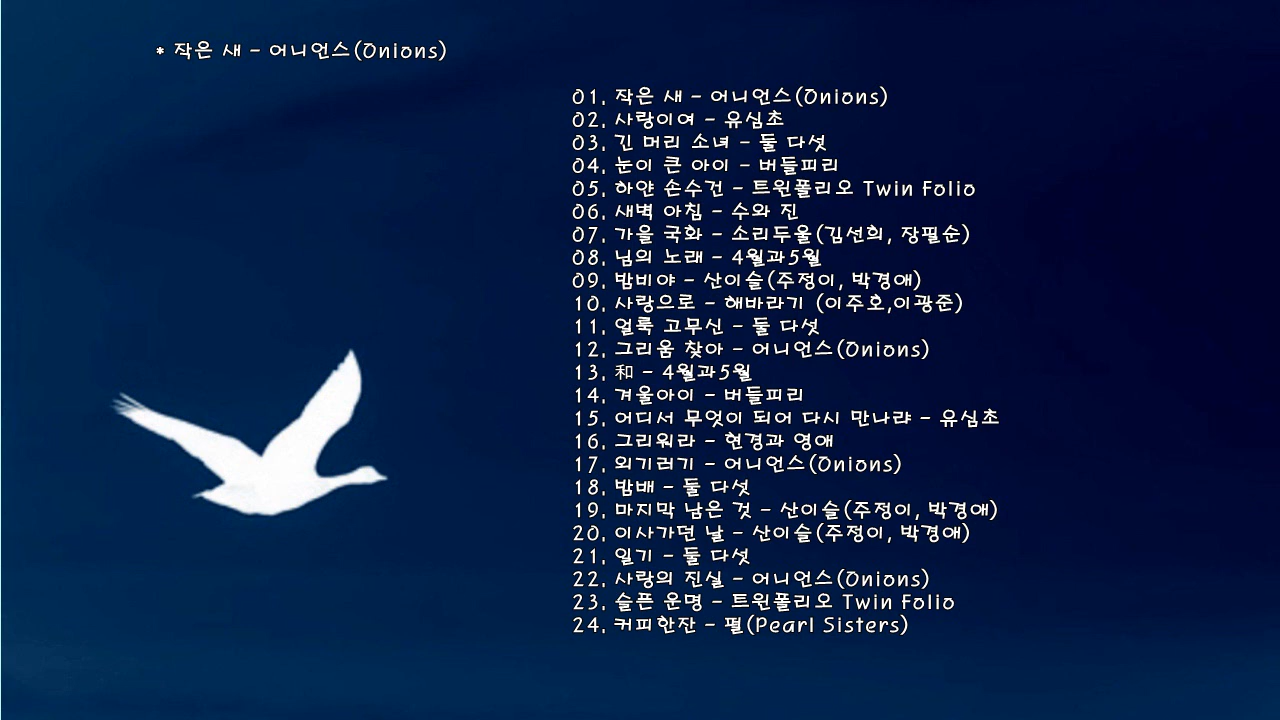 * 작은 새 - 어니언스(Onions)
01. 작은 새 - 어니언스(Onions)
02. 사랑이여 - 유심초
03. 긴 머리 소녀 - 둘 다섯
04. 눈이 큰 아이 - 버들피리
05. 하얀 손수건 - 트윈폴리오 Twin Folio
06. 새벽 아침 - 수와 진
07. 가을 국화 - 소리두울(김선희, 장필순)
08. 님의 노래 - 4월과5월
09. 밤비야 - 산이슬(주정이, 박경애)
10. 사랑으로 - 해바라기 (이주호,이광준)
11. 얼룩 고무신 - 둘 다섯
12. 그리움 찾아 - 어니언스(Onions)
13. 和 - 4월과5월
14. 겨울아이 - 버들피리
15. 어디서 무엇이 되어 다시 만나랴 - 유심초
16. 그리워라 - 현경과 영애
17. 외기러기 - 어니언스(Onions)
18. 밤배 - 둘 다섯
19. 마지막 남은 것 - 산이슬(주정이, 박경애)
20. 이사가던 날 - 산이슬(주정이, 박경애)
21. 일기 - 둘 다섯
22. 사랑의 진실 - 어니언스(Onions)
23. 슬픈 운명 - 트윈폴리오 Twin Folio
24. 커피한잔 - 펄(Pearl Sisters)